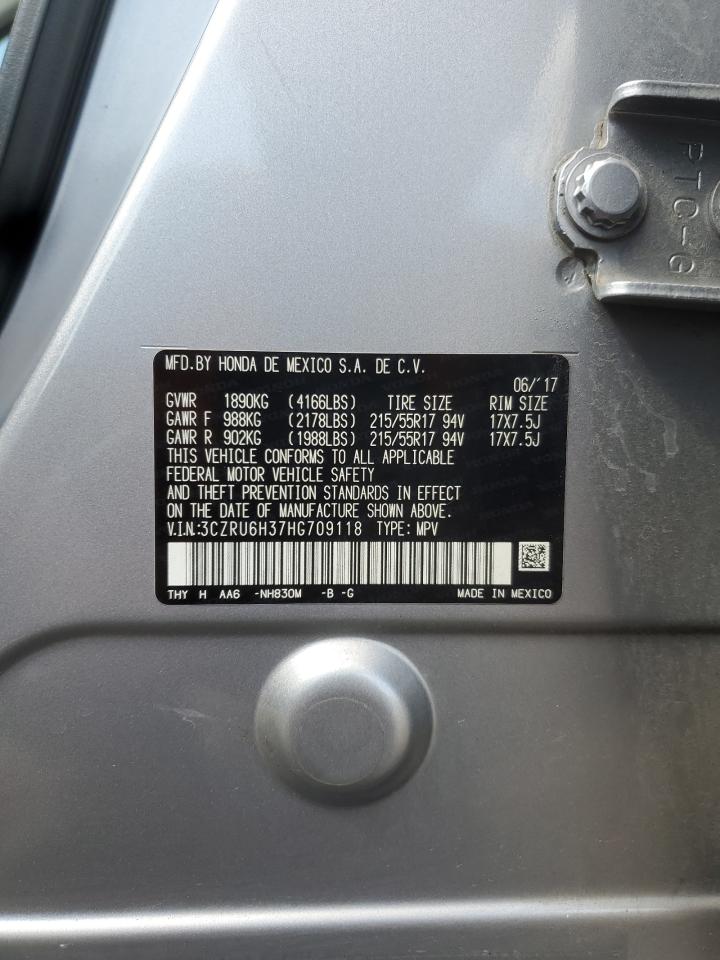 PTC-G
MFD.BY HONDA DE MEXICO S.A. DE C.V.
06/'17
GVWR 1890KG (4166LBS) TIRE SIZE RIM SIZE
GAWR F 988KG (2178LBS) 215/55R17 94V 17X7.5J
GAWR R 902KG (1988LBS) 215/55R17 94V 17X7.5J
THIS VEHICLE CONFORMS TO ALL APPLICABLE
FEDERAL MOTOR VEHICLE SAFETY
AND THEFT PREVENTION STANDARDS IN EFFECT
ON THE DATE OF MANUFACTURE SHOWN ABOVE.
V.I.N.:3CZRU6H37HG709118 TYPE: MPV
THY H AA6 -NH830M -B -G MADE IN MEXICO